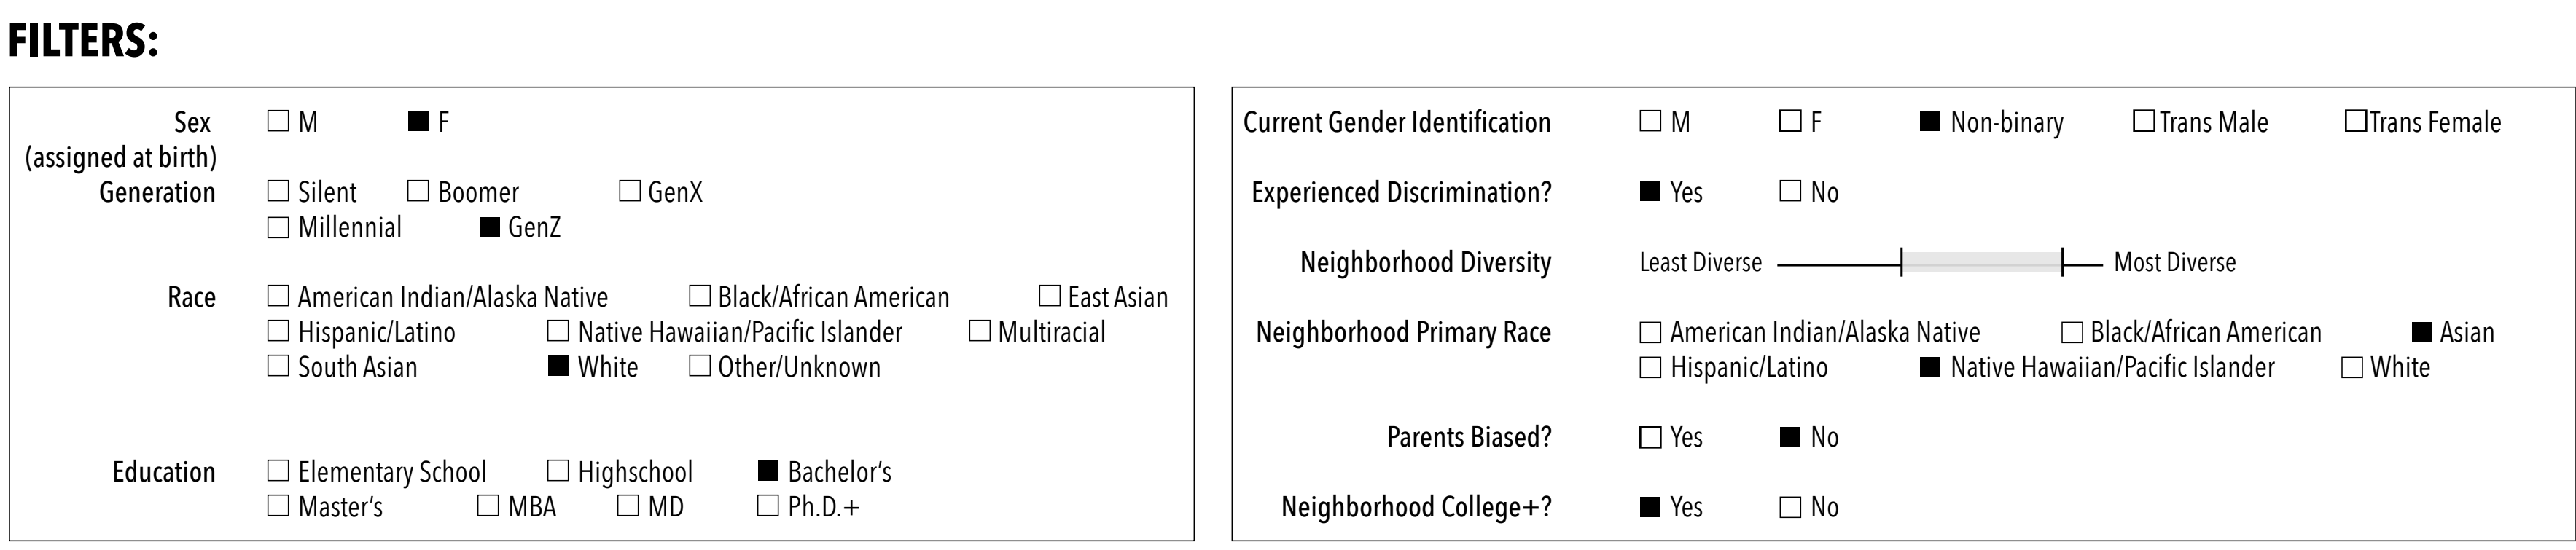 FILTERS:
Sex M F
(assigned at birth)
Generation Silent Boomer GenX
Millennial GenZ
Race American Indian/Alaska Native Black/African American East Asian
Hispanic/Latino Native Hawaiian/Pacific Islander Multiracial
South Asian White Other/Unknown
Education Elementary School Highschool Bachelor's
Master's MBA MD Ph.D.+
Current Gender Identification M F Non-binary Trans Male Trans Female
Experienced Discrimination? Yes No
Neighborhood Diversity Least Diverse Most Diverse
Neighborhood Primary Race American Indian/Alaska Native Black/African American Asian
Hispanic/Latino Native Hawaiian/Pacific Islander White
Parents Biased? Yes No
Neighborhood College+? Yes No